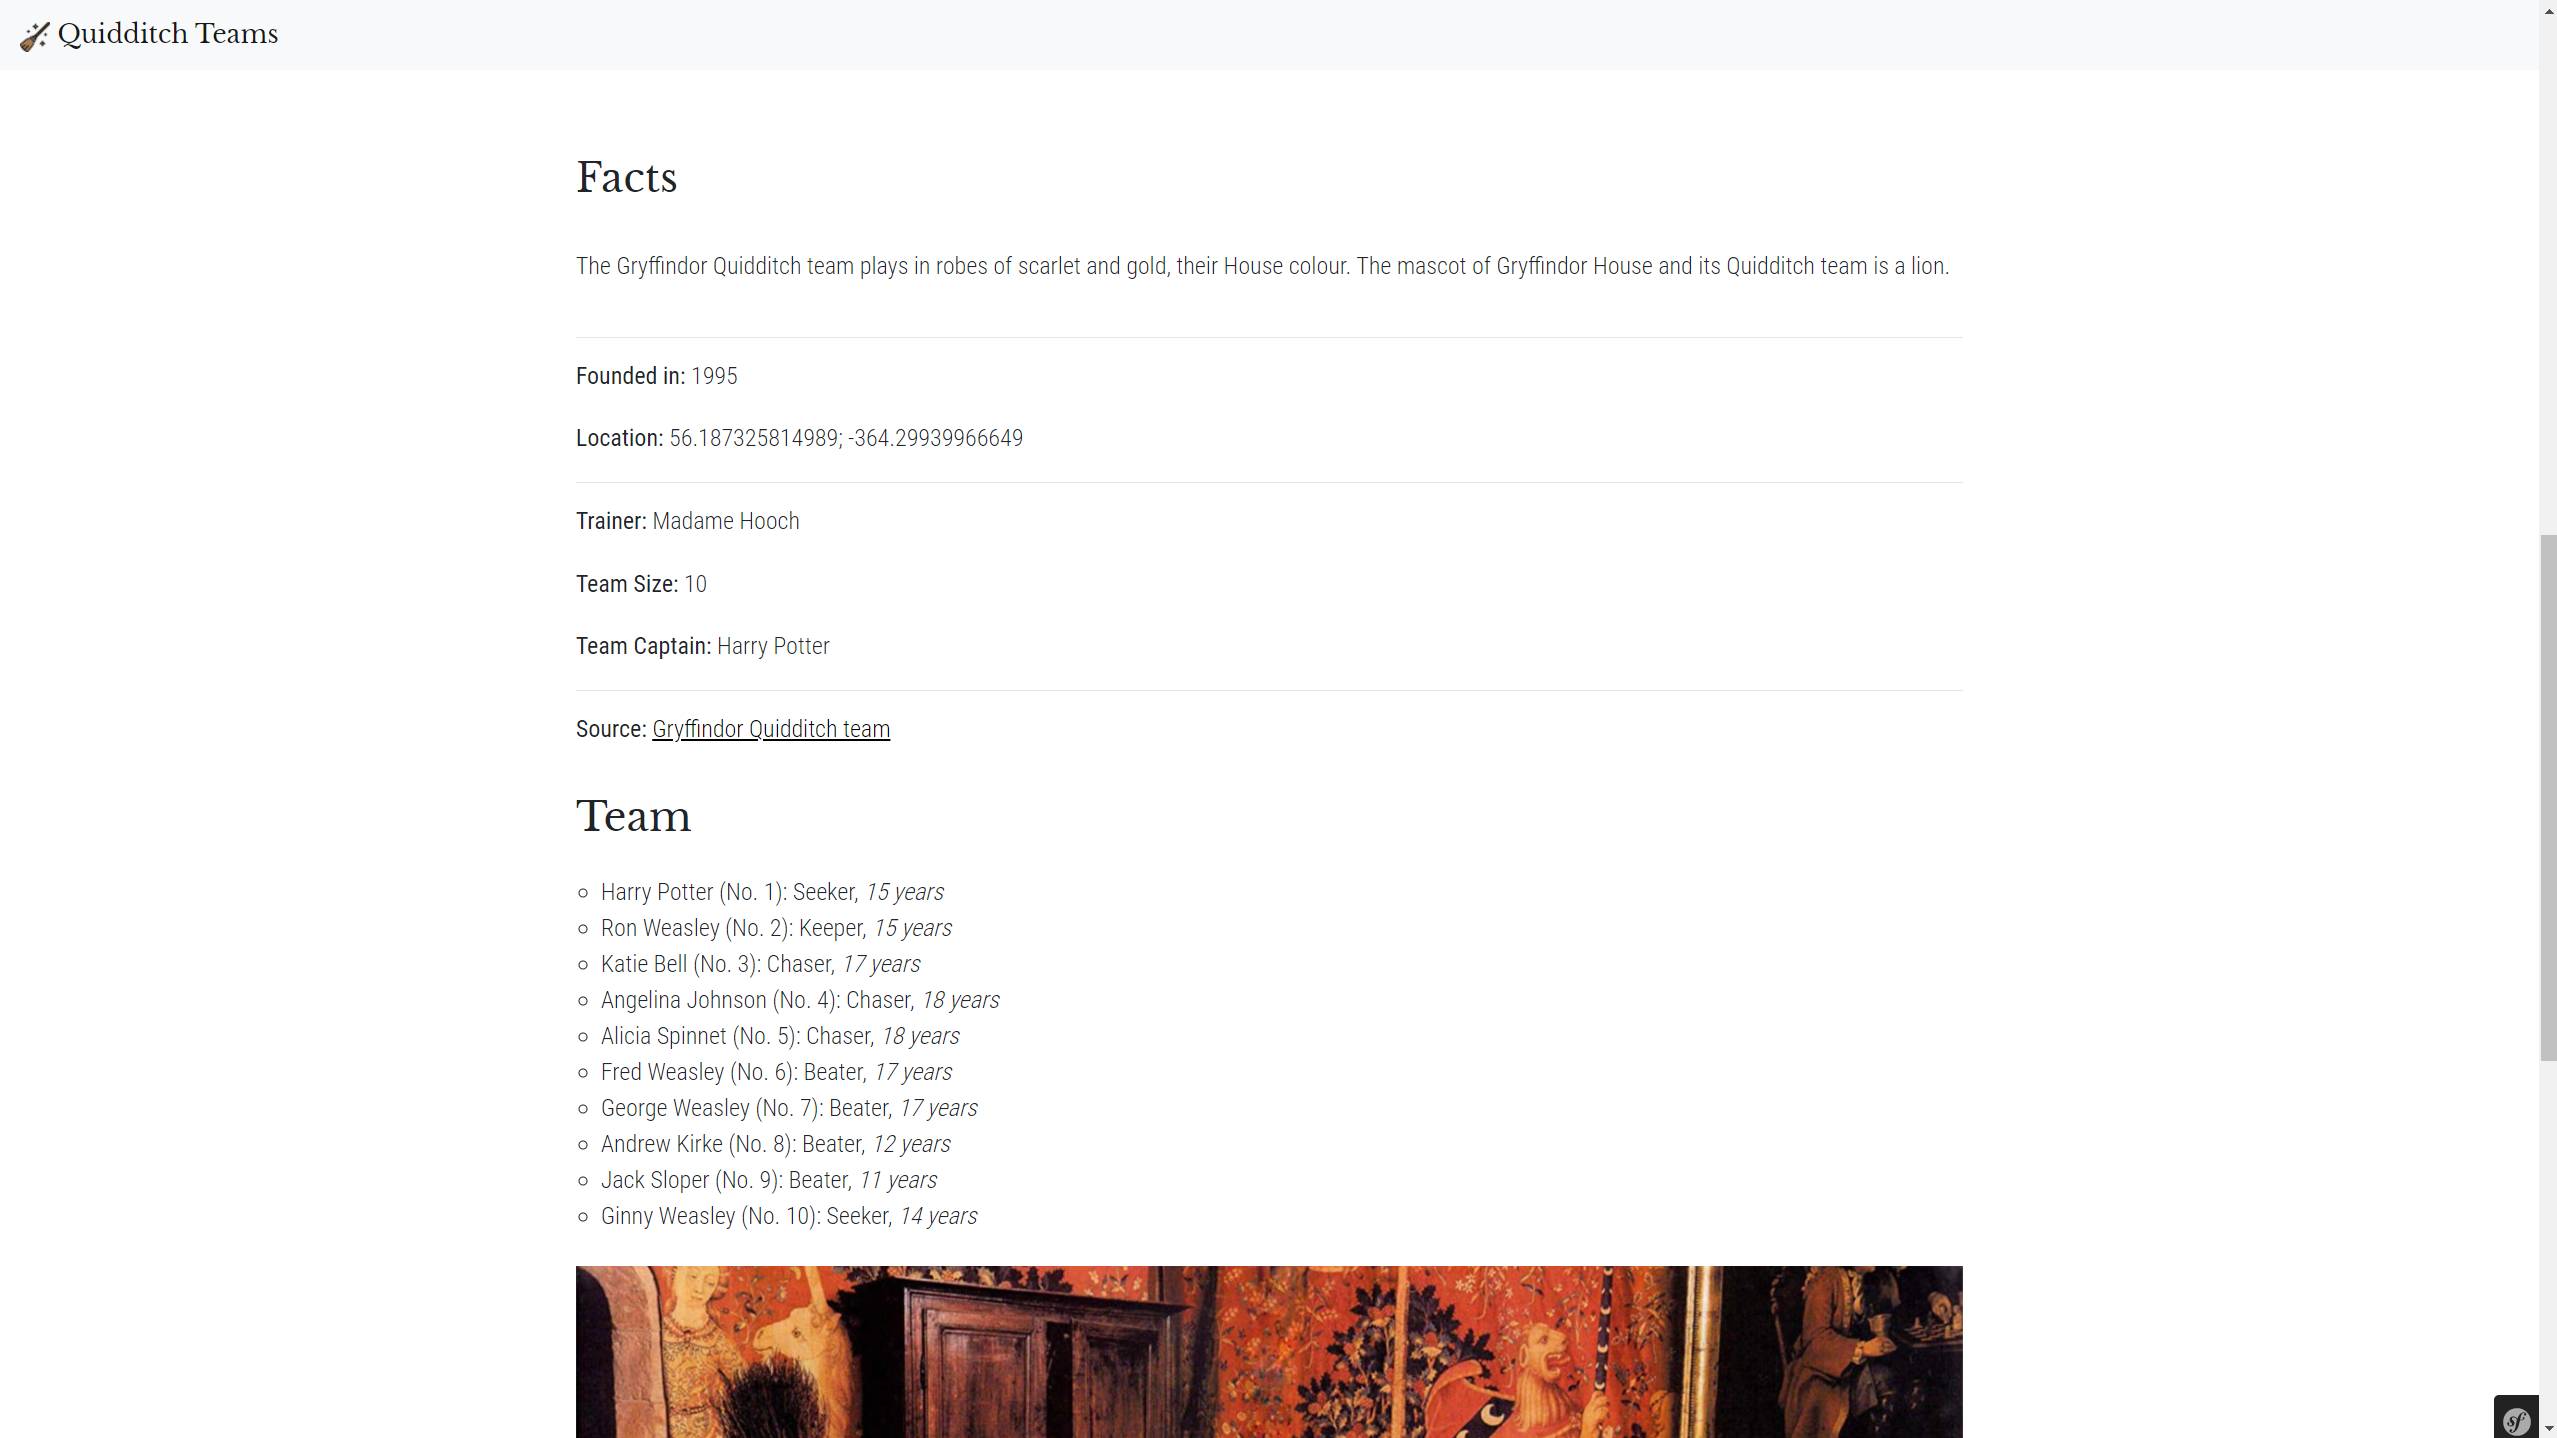 Quidditch Teams
Facts
The Gryffindor Quidditch team plays in robes of scarlet and gold, their House colour. The mascot of Gryffindor House and its Quidditch team is a lion.
Founded in: 1995
Location: 56.187325814989; -364.29939966649
Trainer: Madame Hooch
Team Size: 10
Team Captain: Harry Potter
Source: Gryffindor Quidditch team
Team
Harry Potter (No. 1): Seeker, 15 years
Ron Weasley (No. 2): Keeper, 15 years
Katie Bell (No. 3): Chaser, 17 years
Angelina Johnson (No. 4): Chaser, 18 years
Alicia Spinnet (No. 5): Chaser, 18 years
Fred Weasley (No. 6): Beater, 17 years
George Weasley (No. 7): Beater, 17 years
Andrew Kirke (No. 8): Beater, 12 years
Jack Sloper (No. 9): Beater, 11 years
Ginny Weasley (No. 10): Seeker, 14 years
sf